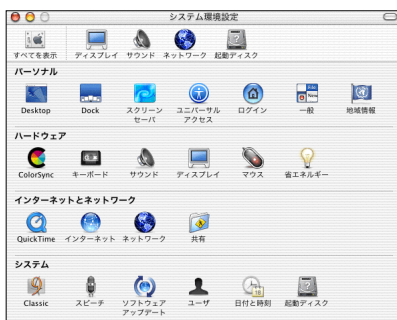 システム環境設定
すべてを表示 ディスプレイ サウンド ネットワーク 起動ディスク
パーソナル
Desktop Dock スクリーンセーバ ユニバーサルアクセス ログイン 一般 地域情報
ハードウェア
ColorSync キーボード サウンド ディスプレイ マウス 省エネルギー
インターネットとネットワーク
QuickTime インターネット ネットワーク 共有
システム
Classic スピーチ ソフトウェアアップデート ユーザ 日付と時刻 起動ディスク